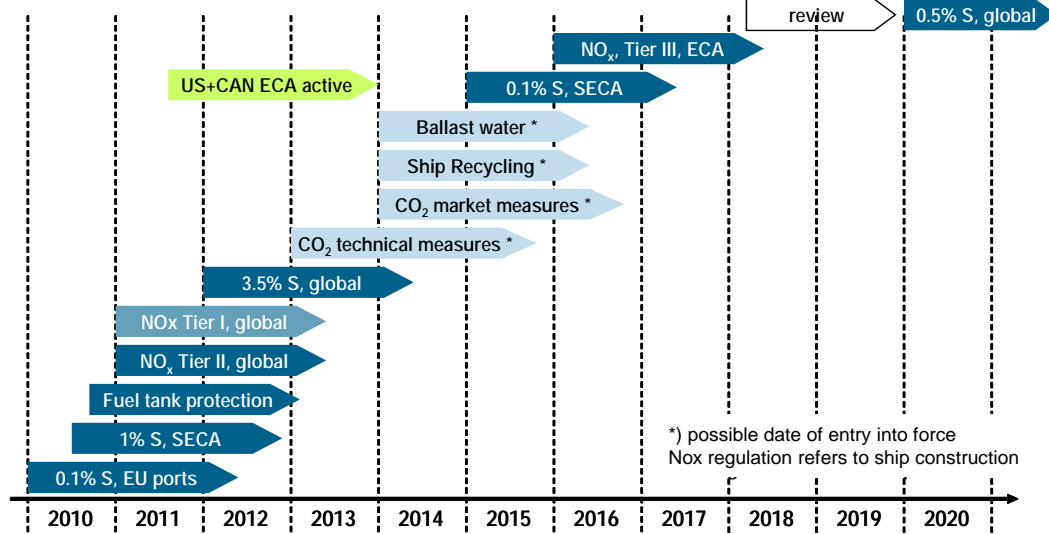 review
0.5% S, global
NOx, Tier III, ECA
US+CAN ECA active
0.1% S, SECA
Ballast water *
Ship Recycling *
CO2 market measures *
CO2 technical measures *
3.5% S, global
NOx Tier I, global
NOx Tier II, global
Fuel tank protection
1% S, SECA
*) possible date of entry into force
Nox regulation refers to ship construction
0.1% S, EU ports
2010 2011 2012 2013 2014 2015 2016 2017 2018 2019 2020